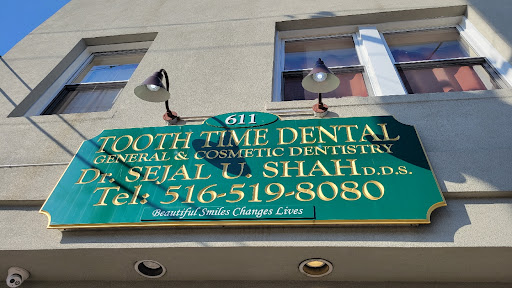 611
TOOTH TIME DENTAL
GENERAL & COSMETIC DENTISTRY
Dr. SEJAL U. SHAH D.D.S.
Tel: 516-519-8080
Beautiful Smiles Changes Lives